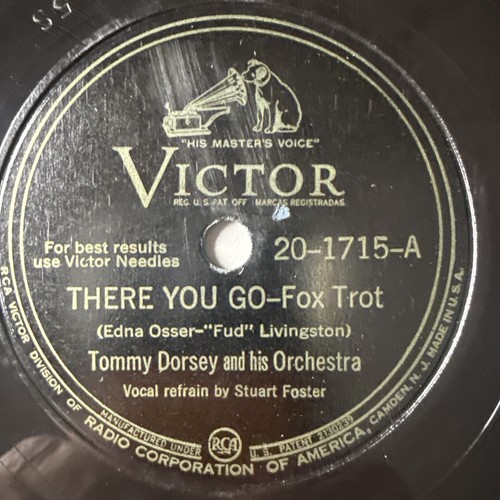 53
"HIS MASTER'S VOICE"
VICTOR
REG. U.S. PAT. OFF. MARCAS REGISTRADAS
For best results
use Victor Needles
20-1715-A
THERE YOU GO-Fox Trot
(Edna Osser-"Fud" Livingston)
Tommy Dorsey and his Orchestra
Vocal refrain by Stuart Foster
MANUFACTURED UNDER RCA U. S. PATENT 2130239
RCA VICTOR DIVISION OF RADIO CORPORATION OF AMERICA, CAMDEN, N. J. MADE IN U.S.A.